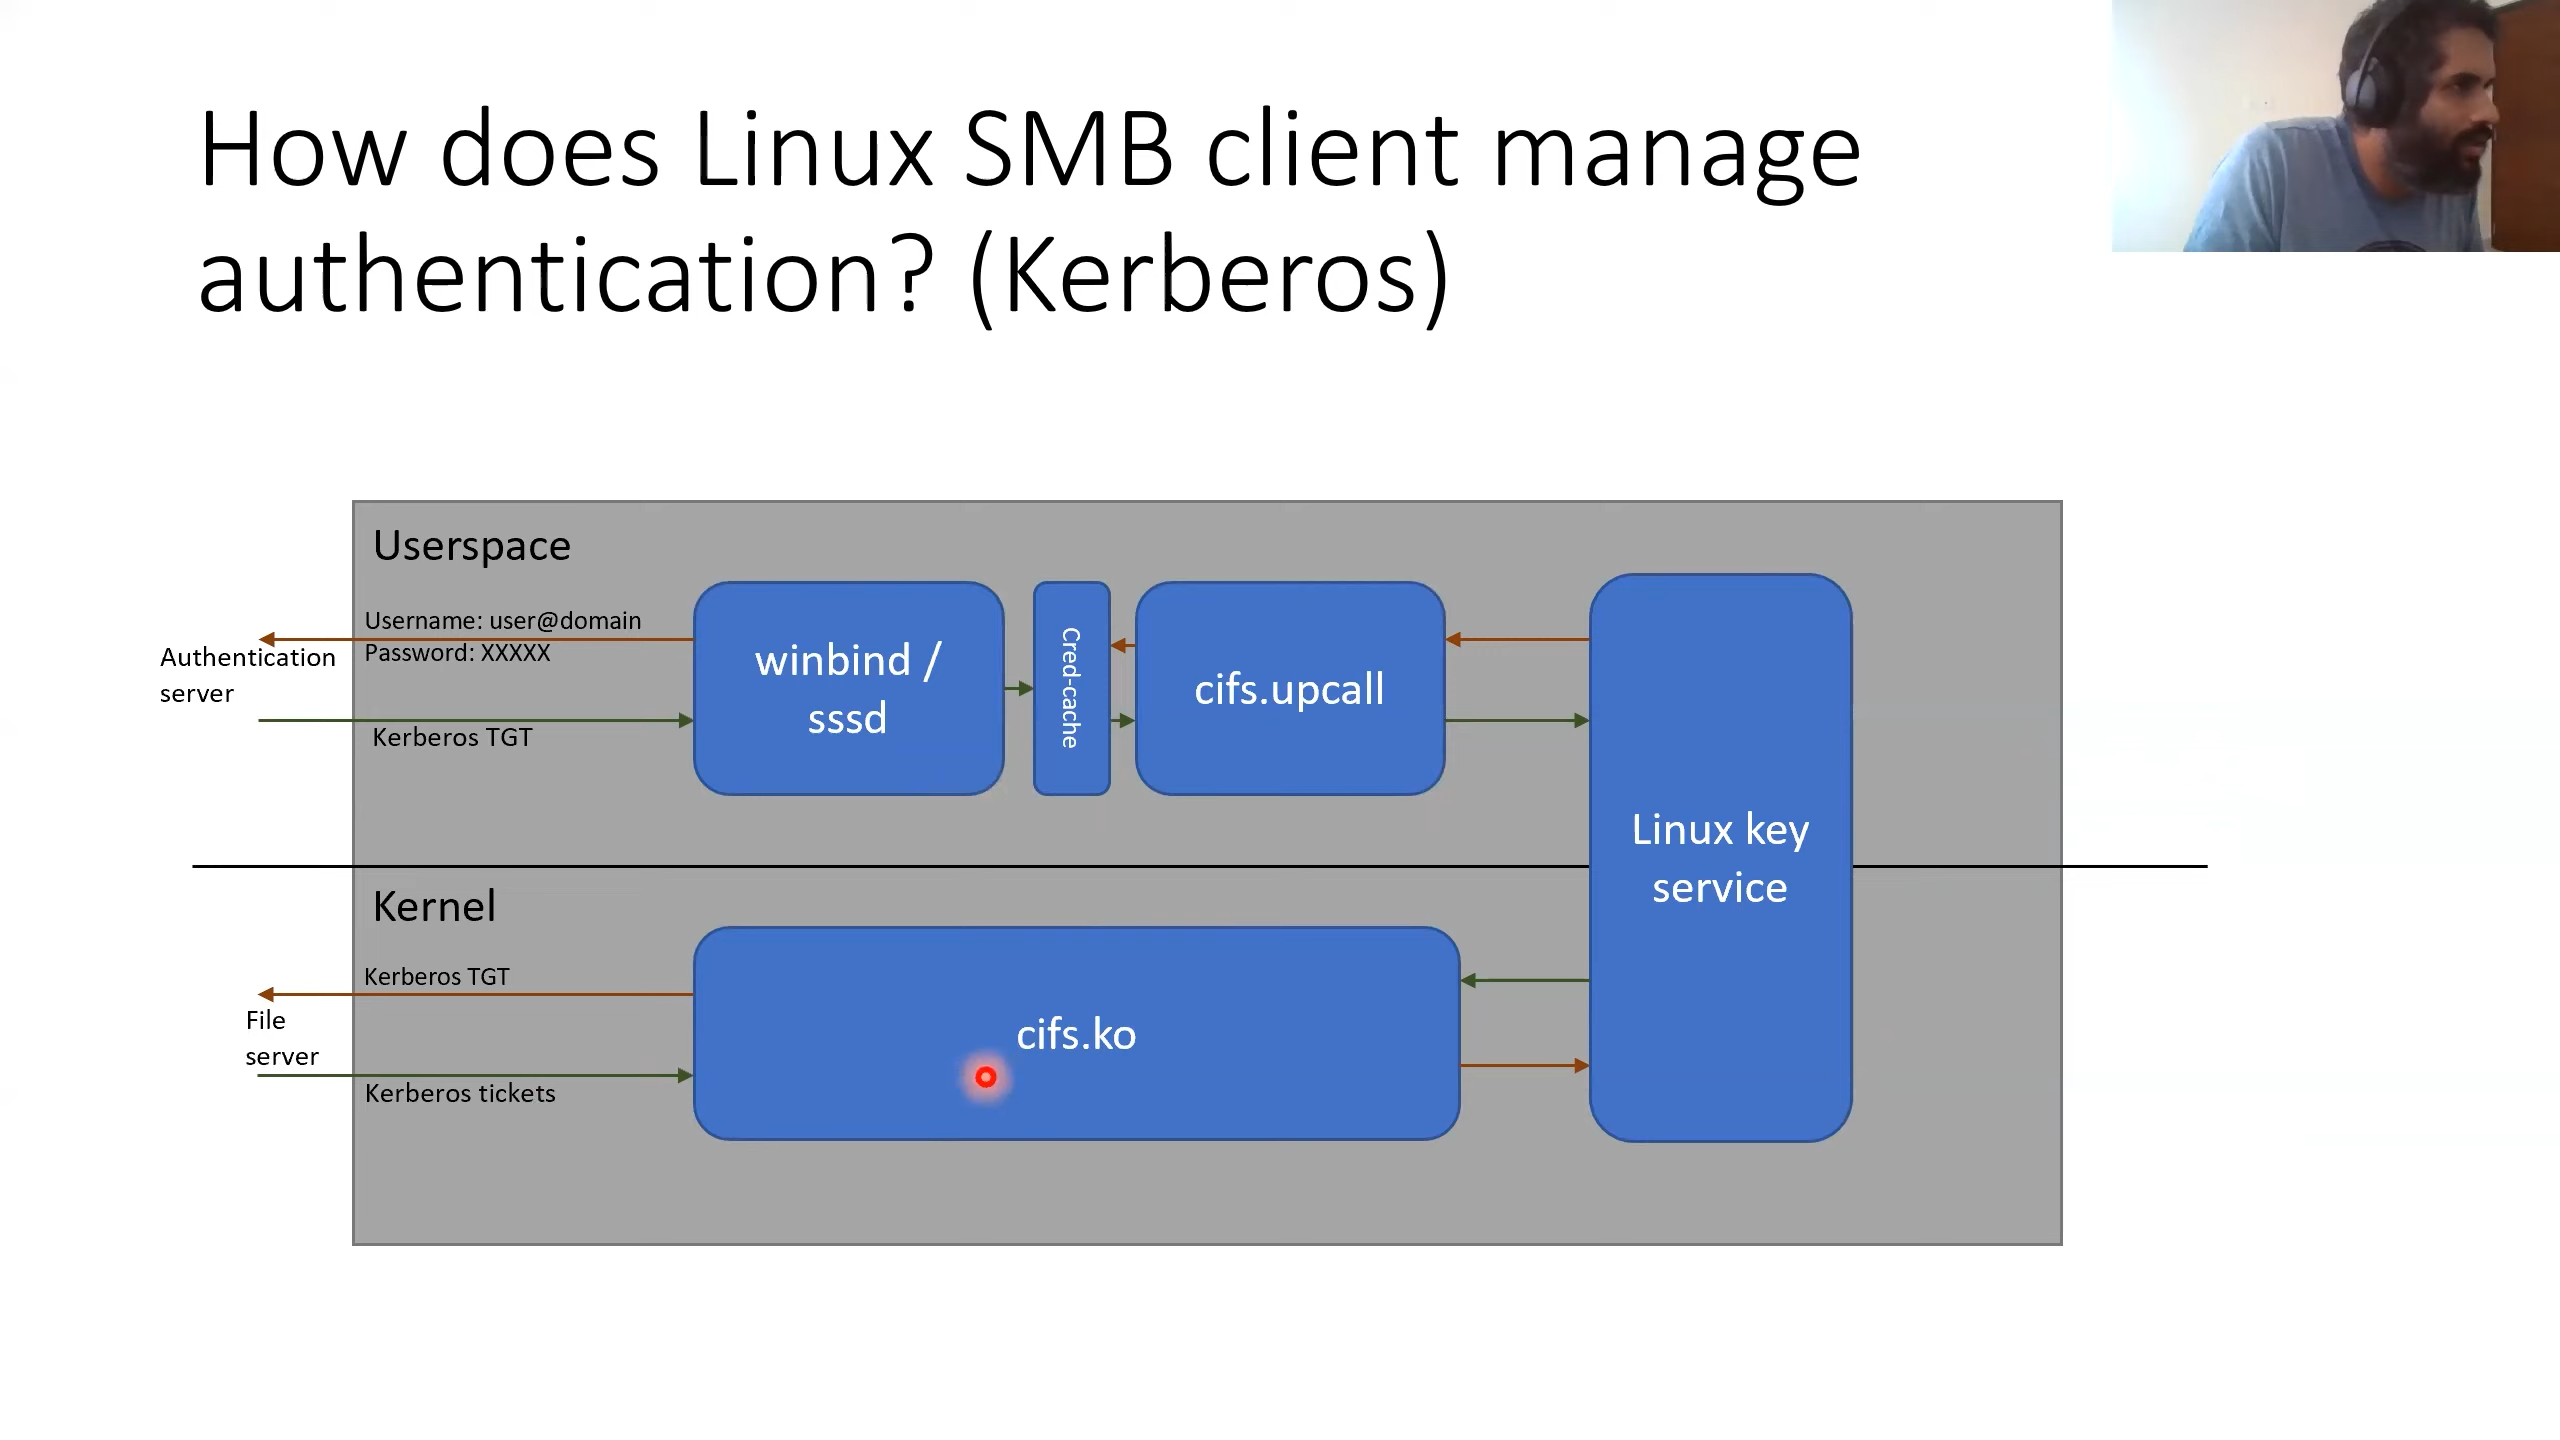 How does Linux SMB client manage
authentication? (Kerberos)
Userspace
Username: user@domain
Password: XXXXX
Authentication
server
Kerberos TGT
winbind /
sssd
Cred-cache
cifs.upcall
Linux key
service
Kernel
Kerberos TGT
File
server
Kerberos tickets
cifs.ko